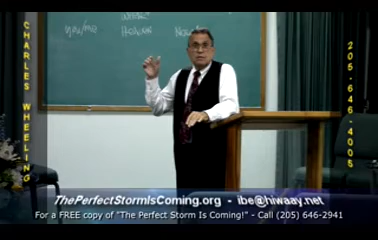 CHARLES WHEELING
205-646-4005
ThePerfectStormIsComing.org - ibe@hiwaay.net
For a FREE copy of "The Perfect Storm Is Coming!" - Call (205) 646-2941